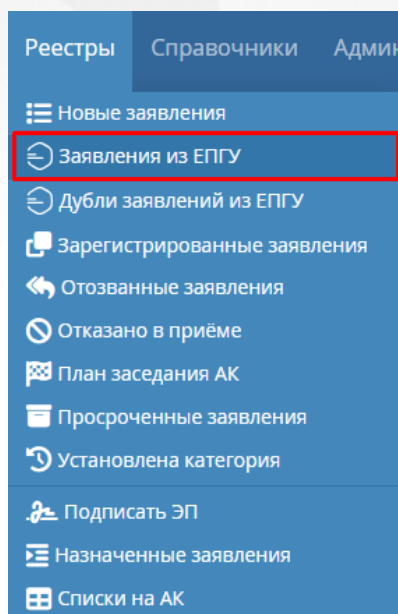 Реестры Справочники Админ
Новые заявления
Заявления из ЕПГУ
Дубли заявлений из ЕПГУ
Зарегистрированные заявления
Отозванные заявления
Отказано в приёме
План заседания АК
Просроченные заявления
Установлена категория
Подписать ЭП
Назначенные заявления
Списки на АК